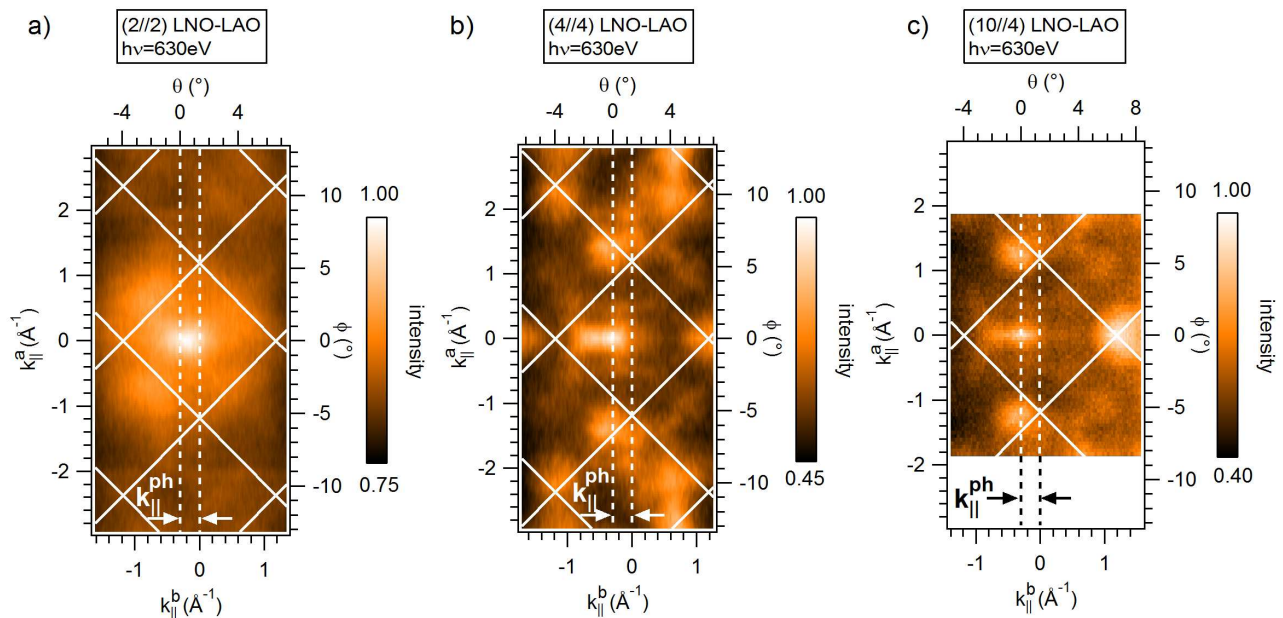 a)
(2//2) LNO-LAO
hν=630eV
θ (°)
-4 0 4
2
1
0
-1
-2
k||a (Å-1)
10
5
0
-5
-10
ϕ (°)
k||ph
-1 0 1
k||b (Å-1)
1.00
0.75
intensity
b)
(4//4) LNO-LAO
hν=630eV
θ (°)
-4 0 4
2
1
0
-1
-2
k||a (Å-1)
10
5
0
-5
-10
ϕ (°)
k||ph
-1 0 1
k||b (Å-1)
1.00
0.45
intensity
c)
(10//4) LNO-LAO
hν=630eV
θ (°)
-4 0 4 8
2
1
0
-1
-2
k||a (Å-1)
10
5
0
-5
-10
ϕ (°)
k||ph
-1 0 1
k||b (Å-1)
1.00
0.40
intensity